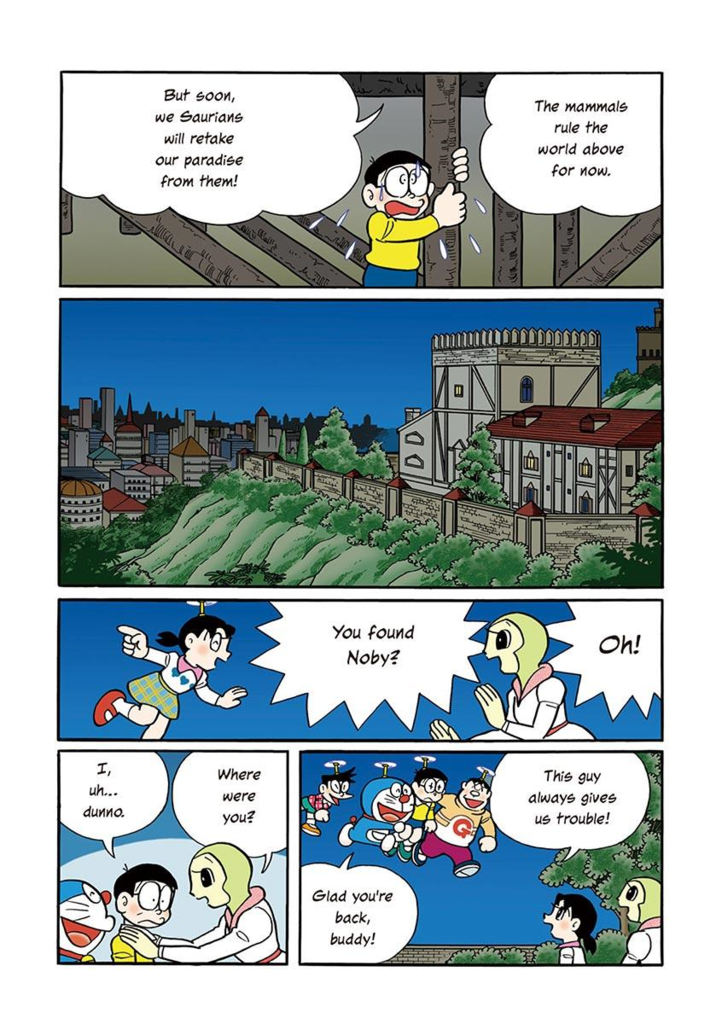 The mammals
rule the
world above
for now.
But soon,
we Saurians
will retake
our paradise
from them!
Oh!
You found
Noby?
This guy
always gives
us trouble!
G
Glad you're
back,
buddy!
Where
were
you?
I,
uh...
dunno.